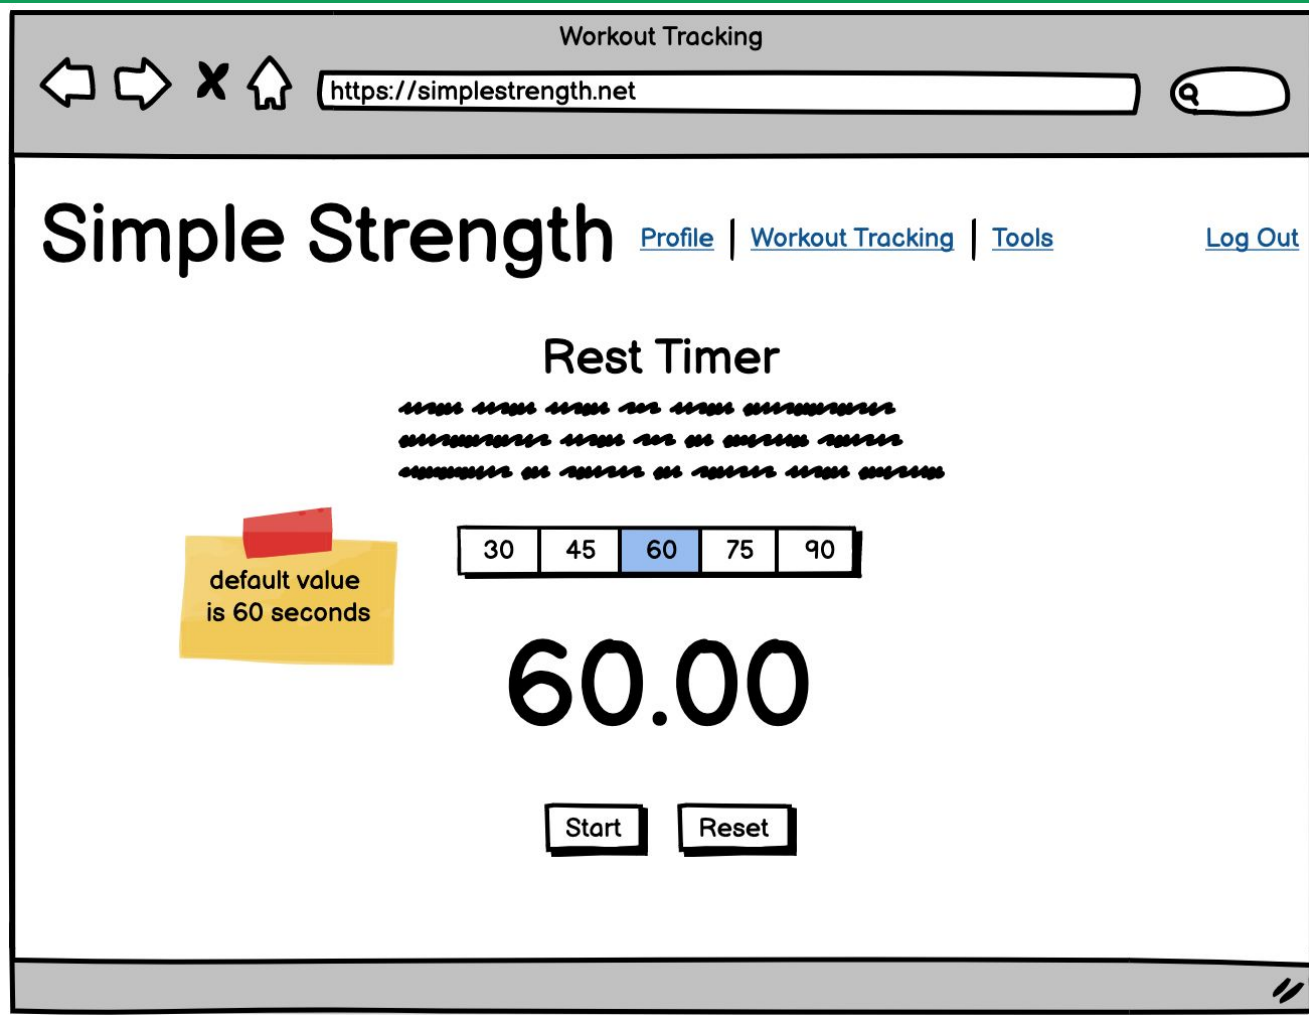 Workout Tracking
https://simplestrength.net
Simple Strength Profile | Workout Tracking | Tools Log Out
Rest Timer
30 45 60 75 90
default value
is 60 seconds
60.00
Start Reset